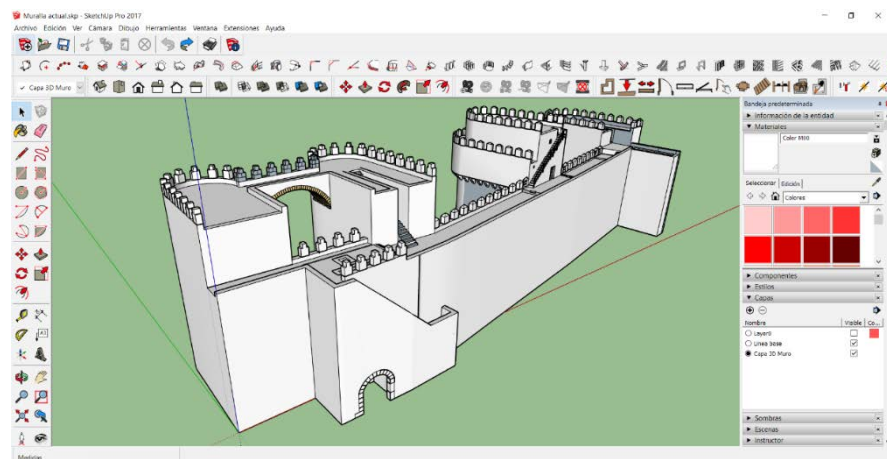 Muralla actual.skp - SketchUp Pro 2017
Archivo Edición Ver Cámara Dibujo Herramientas Ventana Extensiones Ayuda
Capa 3D Muro
Bandeja predeterminada
Información de la entidad
Materiales
Color M00
Seleccionar Edición
Colores
Componentes
Estilos
Capas
Nombre Visible Co...
Layer0
Linea base
Capa 3D Muro
Sombras
Escenas
Instructor
Medidas